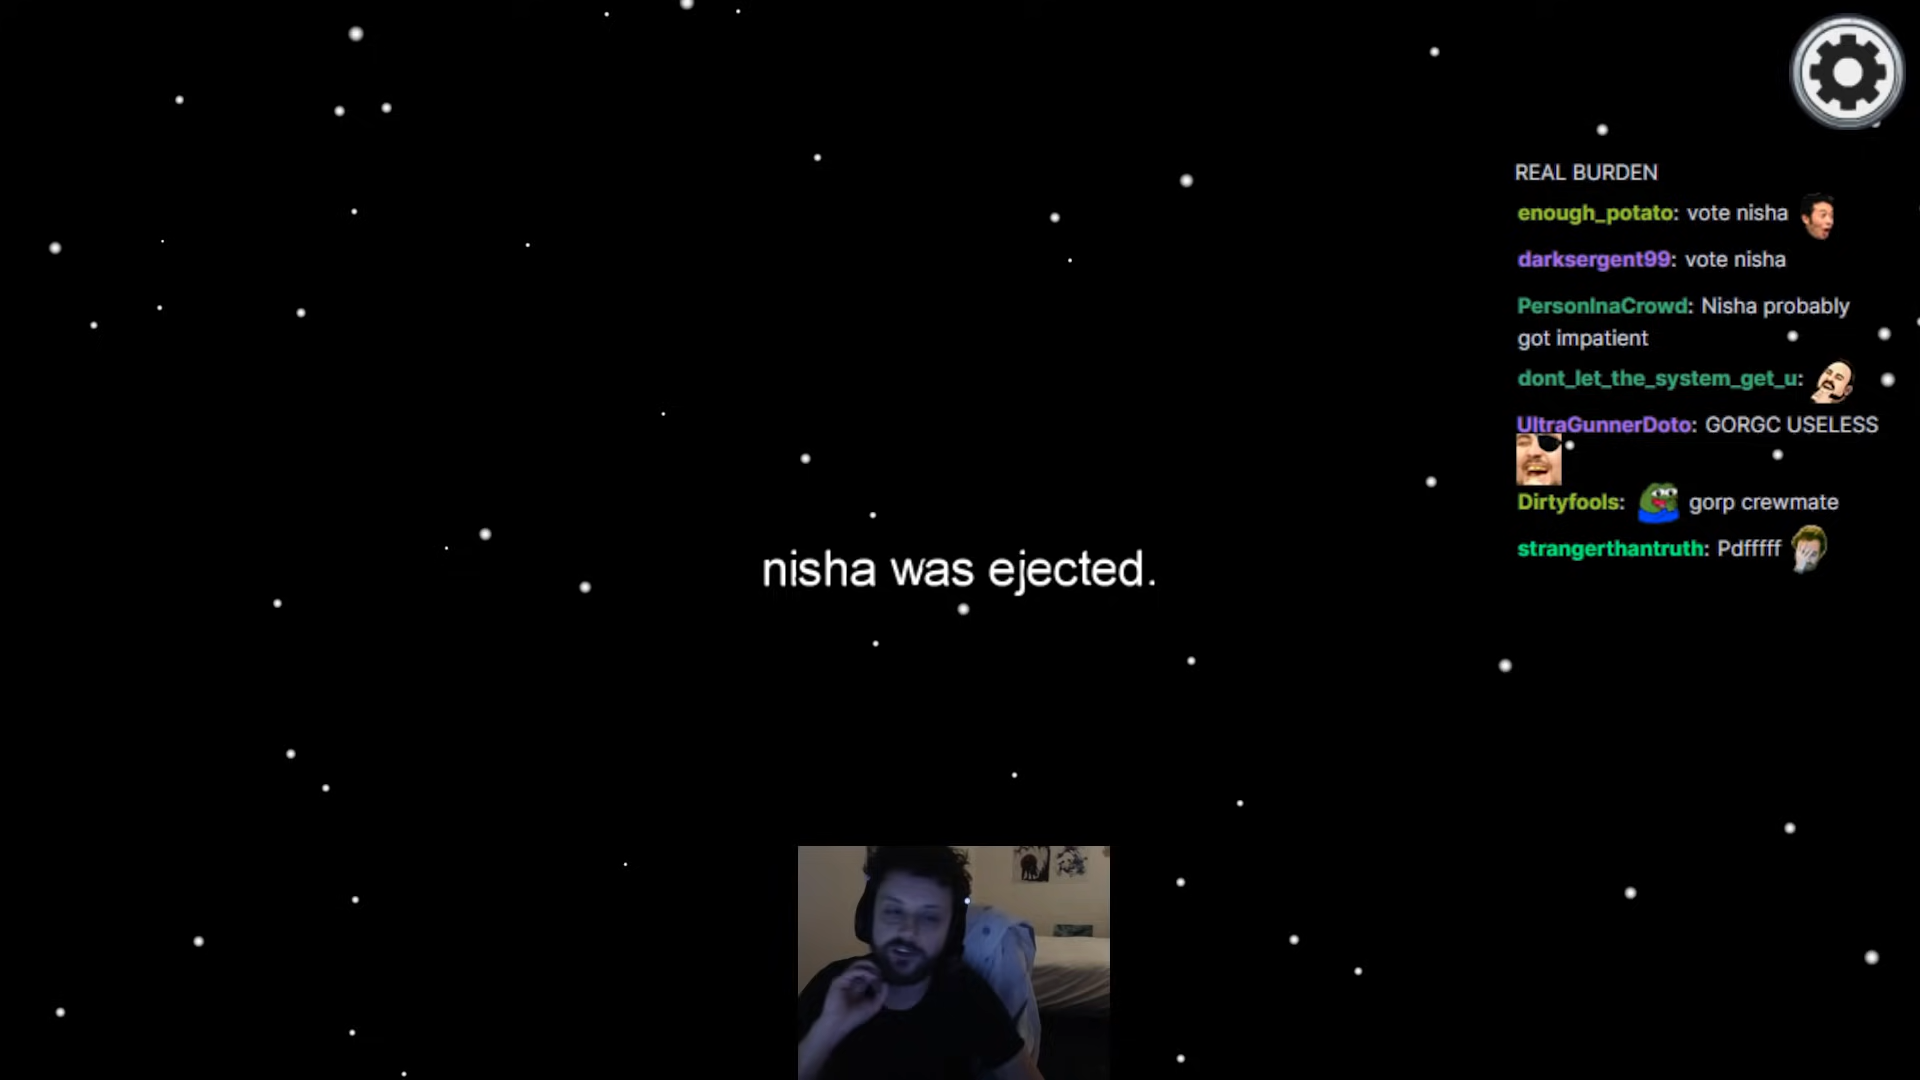 REAL BURDEN
enough_potato: vote nisha
darksergent99: vote nisha
PersonInaCrowd: Nisha probably
got impatient
dont_let_the_system_get_u:
UltraGunnerDoto: GORGC USELESS
Dirtyfools: gorp crewmate
strangerthantruth: Pdfffff
nisha was ejected.